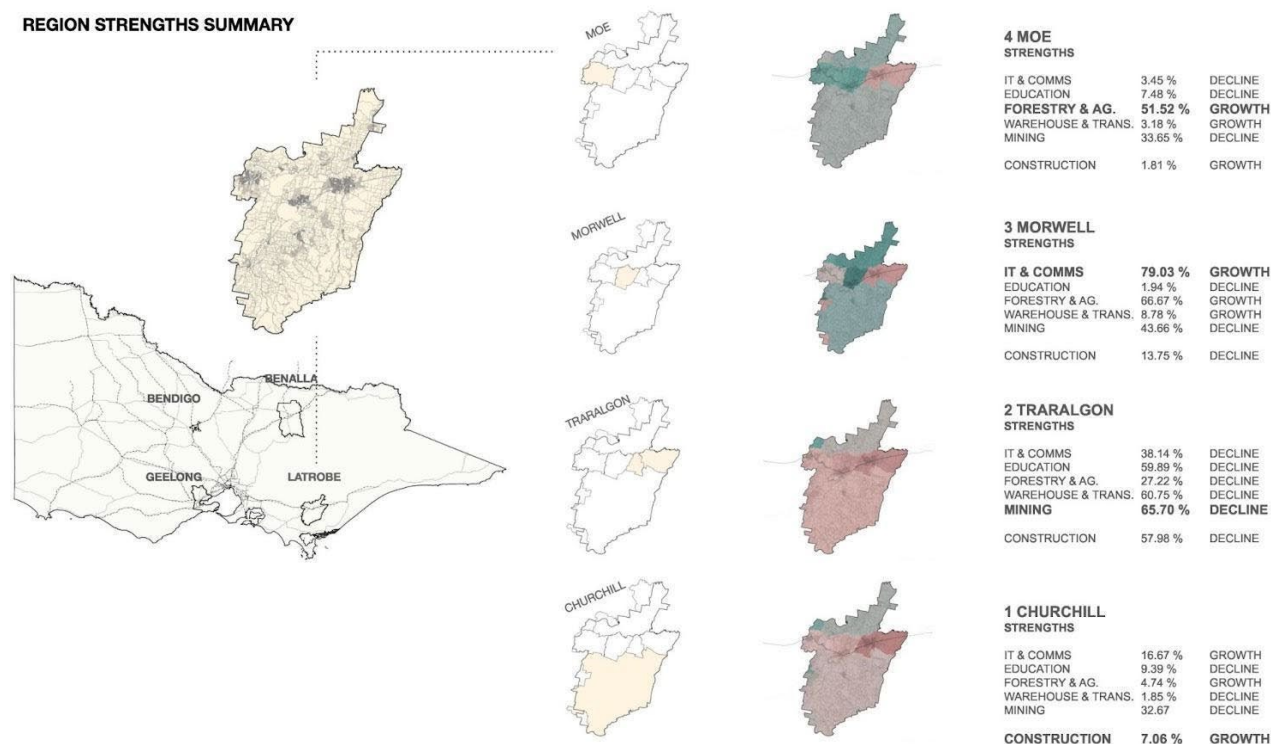 REGION STRENGTHS SUMMARY
BENALLA
BENDIGO
GEELONG
LATROBE
MOE
4 MOE
STRENGTHS
IT & COMMS 3.45 % DECLINE
EDUCATION 7.48 % DECLINE
FORESTRY & AG. 51.52 % GROWTH
WAREHOUSE & TRANS. 3.18 % GROWTH
MINING 33.65 % DECLINE
CONSTRUCTION 1.81 % GROWTH
MORWELL
3 MORWELL
STRENGTHS
IT & COMMS 79.03 % GROWTH
EDUCATION 1.94 % DECLINE
FORESTRY & AG. 66.67 % GROWTH
WAREHOUSE & TRANS. 8.78 % GROWTH
MINING 43.66 % DECLINE
CONSTRUCTION 13.75 % DECLINE
TRARALGON
2 TRARALGON
STRENGTHS
IT & COMMS 38.14 % DECLINE
EDUCATION 59.89 % DECLINE
FORESTRY & AG. 27.22 % DECLINE
WAREHOUSE & TRANS. 60.75 % DECLINE
MINING 65.70 % DECLINE
CONSTRUCTION 57.98 % DECLINE
CHURCHILL
1 CHURCHILL
STRENGTHS
IT & COMMS 16.67 % GROWTH
EDUCATION 9.39 % DECLINE
FORESTRY & AG. 4.74 % GROWTH
WAREHOUSE & TRANS. 1.85 % DECLINE
MINING 32.67 DECLINE
CONSTRUCTION 7.06 % GROWTH